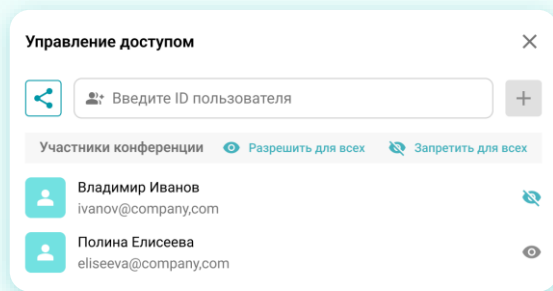 Управление доступом
Введите ID пользователя
Участники конференции Разрешить для всех Запретить для всех
Владимир Иванов
ivanov@company,com
Полина Елисеева
eliseeva@company,com